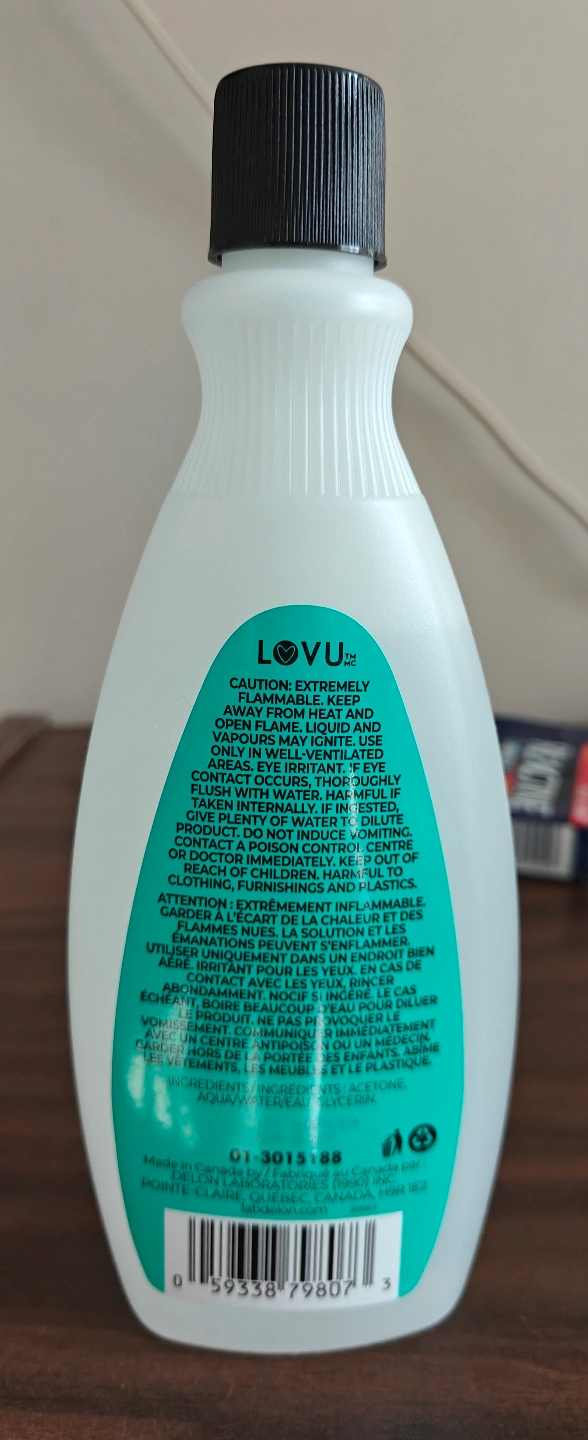 LOVU TM MC
CAUTION: EXTREMELY
FLAMMABLE. KEEP
AWAY FROM HEAT AND
OPEN FLAME. LIQUID AND
VAPOURS MAY IGNITE. USE
ONLY IN WELL-VENTILATED
AREAS. EYE IRRITANT. IF EYE
CONTACT OCCURS, THOROUGHLY
FLUSH WITH WATER. HARMFUL IF
TAKEN INTERNALLY. IF INGESTED,
GIVE PLENTY OF WATER TO DILUTE
PRODUCT. DO NOT INDUCE VOMITING.
CONTACT A POISON CONTROL CENTRE
OR DOCTOR IMMEDIATELY. KEEP OUT OF
REACH OF CHILDREN. HARMFUL TO
CLOTHING, FURNISHINGS AND PLASTICS.
ATTENTION : EXTRÊMEMENT INFLAMMABLE.
GARDER À L'ÉCART DE LA CHALEUR ET DES
FLAMMES NUES. LA SOLUTION ET LES
ÉMANATIONS PEUVENT S'ENFLAMMER.
UTILISER UNIQUEMENT DANS UN ENDROIT BIEN
AÉRÉ. IRRITANT POUR LES YEUX. EN CAS DE
CONTACT AVEC LES YEUX, RINCER
ABONDAMMENT. NOCIF SI INGÉRÉ. LE CAS
ÉCHÉANT, BOIRE BEAUCOUP D'EAU POUR DILUER
LE PRODUIT. NE PAS PROVOQUER LE
VOMISSEMENT. COMMUNIQUER IMMÉDIATEMENT
AVEC UN CENTRE ANTIPOISON OU UN MÉDECIN.
GARDER HORS DE LA PORTÉE DES ENFANTS. ABÎME
LES VÊTEMENTS, LES MEUBLES ET LE PLASTIQUE.
INGREDIENTS/INGRÉDIENTS : ACETONE,
AQUA/WATER/EAU, GLYCERIN.
01-3015188
Made in Canada by / Fabriqué au Canada par :
DELON LABORATORIES (1990) INC.
POINTE-CLAIRE, QUÉBEC, CANADA, H9R 1E2
labdelon.com
0 59338 79807 3